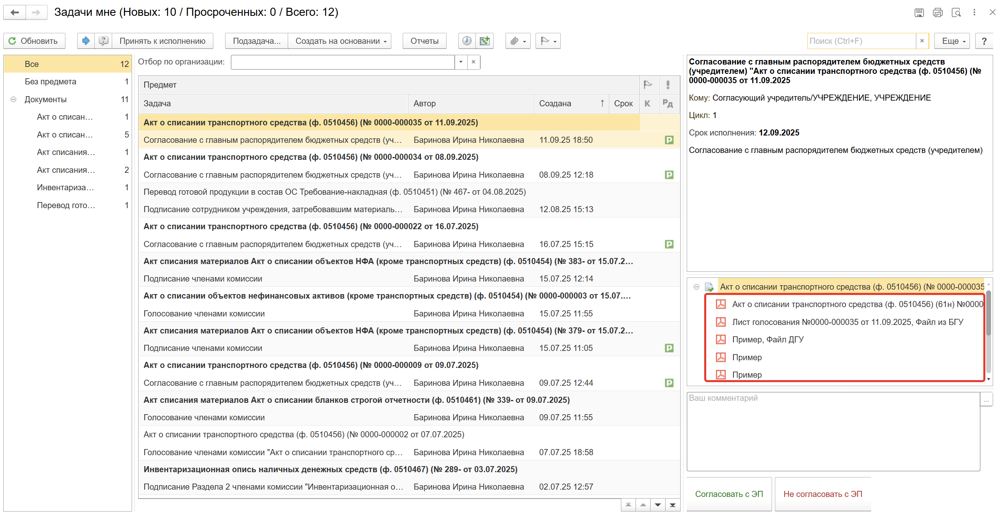 Задачи мне (Новых: 10 / Просроченных: 0 / Всего: 12)
Обновить
Принять к исполнению
Подзадача...
Создать на основании
Отчеты
Поиск (Ctrl+F)
×
Еще
?
Все 12
Без предмета 1
Документы 11
Акт о списан… 1
Акт о списан… 5
Акт списания… 1
Акт списания… 2
Инвентариза… 1
Перевод гото… 1
Отбор по организации:
×
Предмет
Задача Автор Создана ↑ Срок К Рд
Акт о списании транспортного средства (ф. 0510456) (№ 0000-000035 от 11.09.2025)
Согласование с главным распорядителем бюджетных средств (уч… Баринова Ирина Николаевна 11.09.25 18:50 P
Акт о списании транспортного средства (ф. 0510456) (№ 0000-000034 от 08.09.2025)
Согласование с главным распорядителем бюджетных средств (уч… Баринова Ирина Николаевна 08.09.25 12:18 P
Перевод готовой продукции в состав ОС Требование-накладная (ф. 0510451) (№ 467- от 04.08.2025)
Подписание сотрудником учреждения, затребовавшим материаль… Баринова Ирина Николаевна 12.08.25 15:13
Акт о списании транспортного средства (ф. 0510456) (№ 0000-000022 от 16.07.2025)
Согласование с главным распорядителем бюджетных средств (уч… Баринова Ирина Николаевна 16.07.25 15:15 P
Акт списания материалов Акт о списании объектов НФА (кроме транспортных средств) (ф. 0510454) (№ 383- от 15.07.2…
Подписание членами комиссии Баринова Ирина Николаевна 15.07.25 12:14
Акт о списании объектов нефинансовых активов (кроме транспортных средств) (ф. 0510454) (№ 0000-000003 от 15.07.…
Голосование членами комиссии Баринова Ирина Николаевна 15.07.25 11:55
Акт списания материалов Акт о списании объектов НФА (кроме транспортных средств) (ф. 0510454) (№ 379- от 15.07.2…
Подписание членами комиссии Баринова Ирина Николаевна 15.07.25 11:05 P
Акт о списании транспортного средства (ф. 0510456) (№ 0000-000009 от 09.07.2025)
Согласование с главным распорядителем бюджетных средств (уч… Баринова Ирина Николаевна 09.07.25 12:44 P
Акт списания материалов Акт о списании бланков строгой отчетности (ф. 0510461) (№ 339- от 09.07.2025)
Голосование членами комиссии Баринова Ирина Николаевна 09.07.25 11:55
Акт о списании транспортного средства (ф. 0510456) (№ 0000-000002 от 07.07.2025)
Голосование членами комиссии "Акт о списании транспортного ср… Баринова Ирина Николаевна 07.07.25 18:58
Инвентаризационная опись наличных денежных средств (ф. 0510467) (№ 289- от 03.07.2025)
Подписание Раздела 2 членами комиссии "Инвентаризационная о… Баринова Ирина Николаевна 02.07.25 12:57
Согласование с главным распорядителем бюджетных средств
(учредителем) "Акт о списании транспортного средства (ф. 0510456) (№
0000-000035 от 11.09.2025
Кому: Согласующий учредитель/УЧРЕЖДЕНИЕ, УЧРЕЖДЕНИЕ
Цикл: 1
Срок исполнения: 12.09.2025
Согласование с главным распорядителем бюджетных средств (учредителем)
Акт о списании транспортного средства (ф. 0510456) (№ 0000-000035
Акт о списании транспортного средства (ф. 0510456) (61н) №0000
Лист голосования №0000-000035 от 11.09.2025, Файл из БГУ
Пример, Файл ДГУ
Пример
Пример
Ваш комментарий
...
Согласовать с ЭП
Не согласовать с ЭП